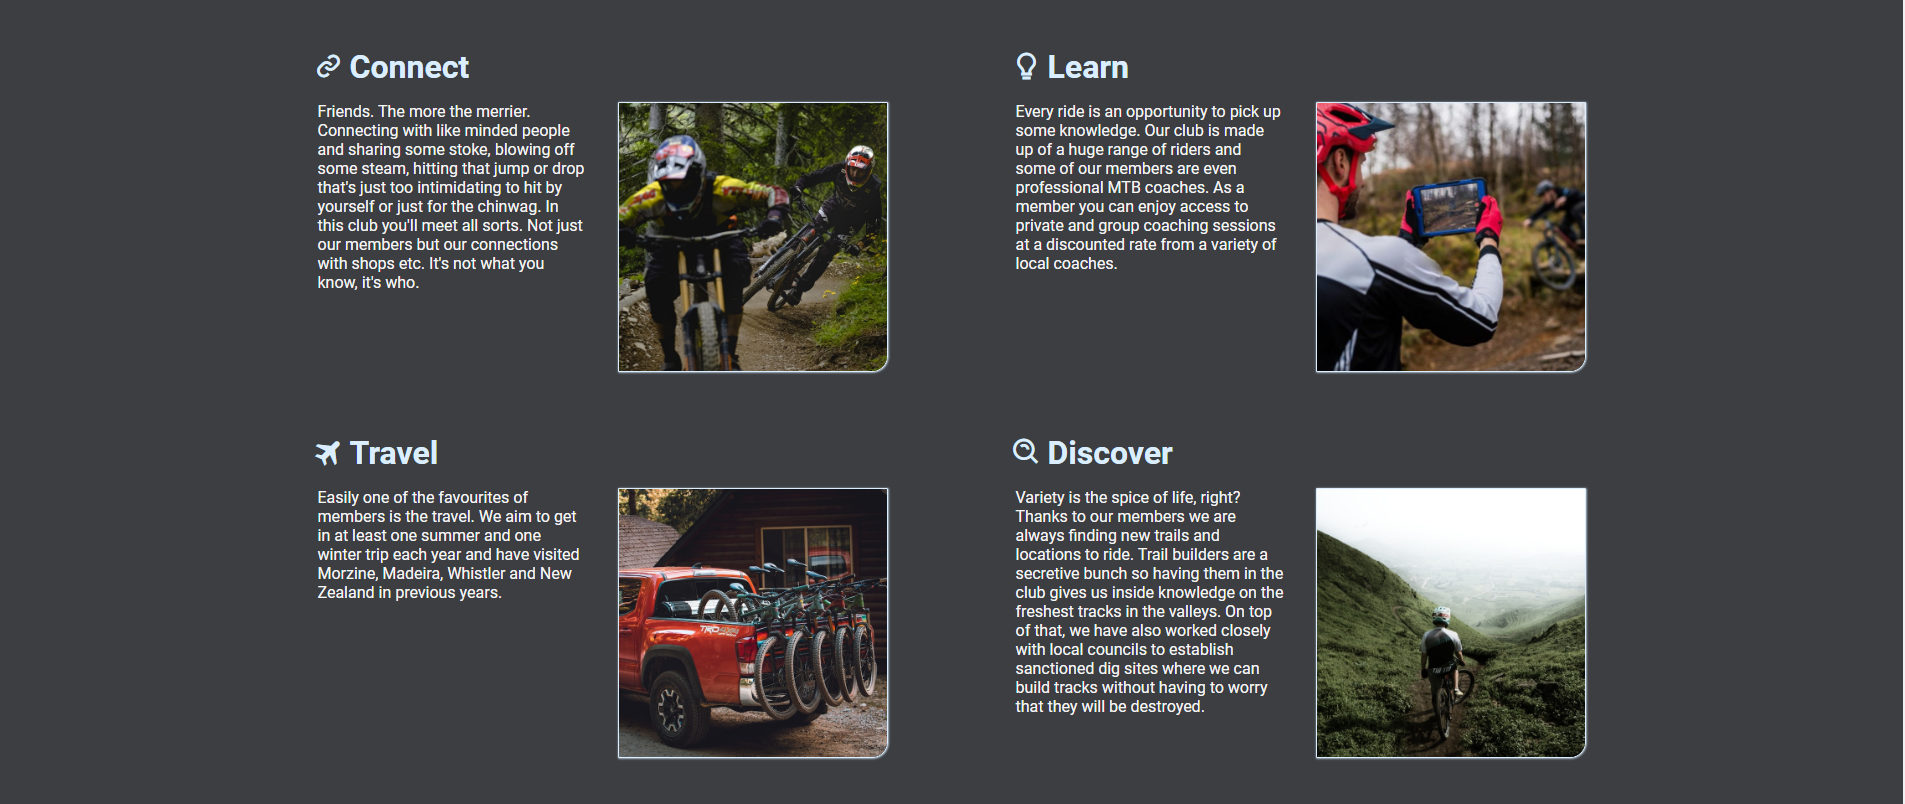 Connect
Friends. The more the merrier.
Connecting with like minded people
and sharing some stoke, blowing off
some steam, hitting that jump or drop
that's just too intimidating to hit by
yourself or just for the chinwag. In
this club you'll meet all sorts. Not just
our members but our connections
with shops etc. It's not what you
know, it's who.
Learn
Every ride is an opportunity to pick up
some knowledge. Our club is made
up of a huge range of riders and
some of our members are even
professional MTB coaches. As a
member you can enjoy access to
private and group coaching sessions
at a discounted rate from a variety of
local coaches.
Travel
Easily one of the favourites of
members is the travel. We aim to get
in at least one summer and one
winter trip each year and have visited
Morzine, Madeira, Whistler and New
Zealand in previous years.
TRD
Discover
Variety is the spice of life, right?
Thanks to our members we are
always finding new trails and
locations to ride. Trail builders are a
secretive bunch so having them in the
club gives us inside knowledge on the
freshest tracks in the valleys. On top
of that, we have also worked closely
with local councils to establish
sanctioned dig sites where we can
build tracks without having to worry
that they will be destroyed.